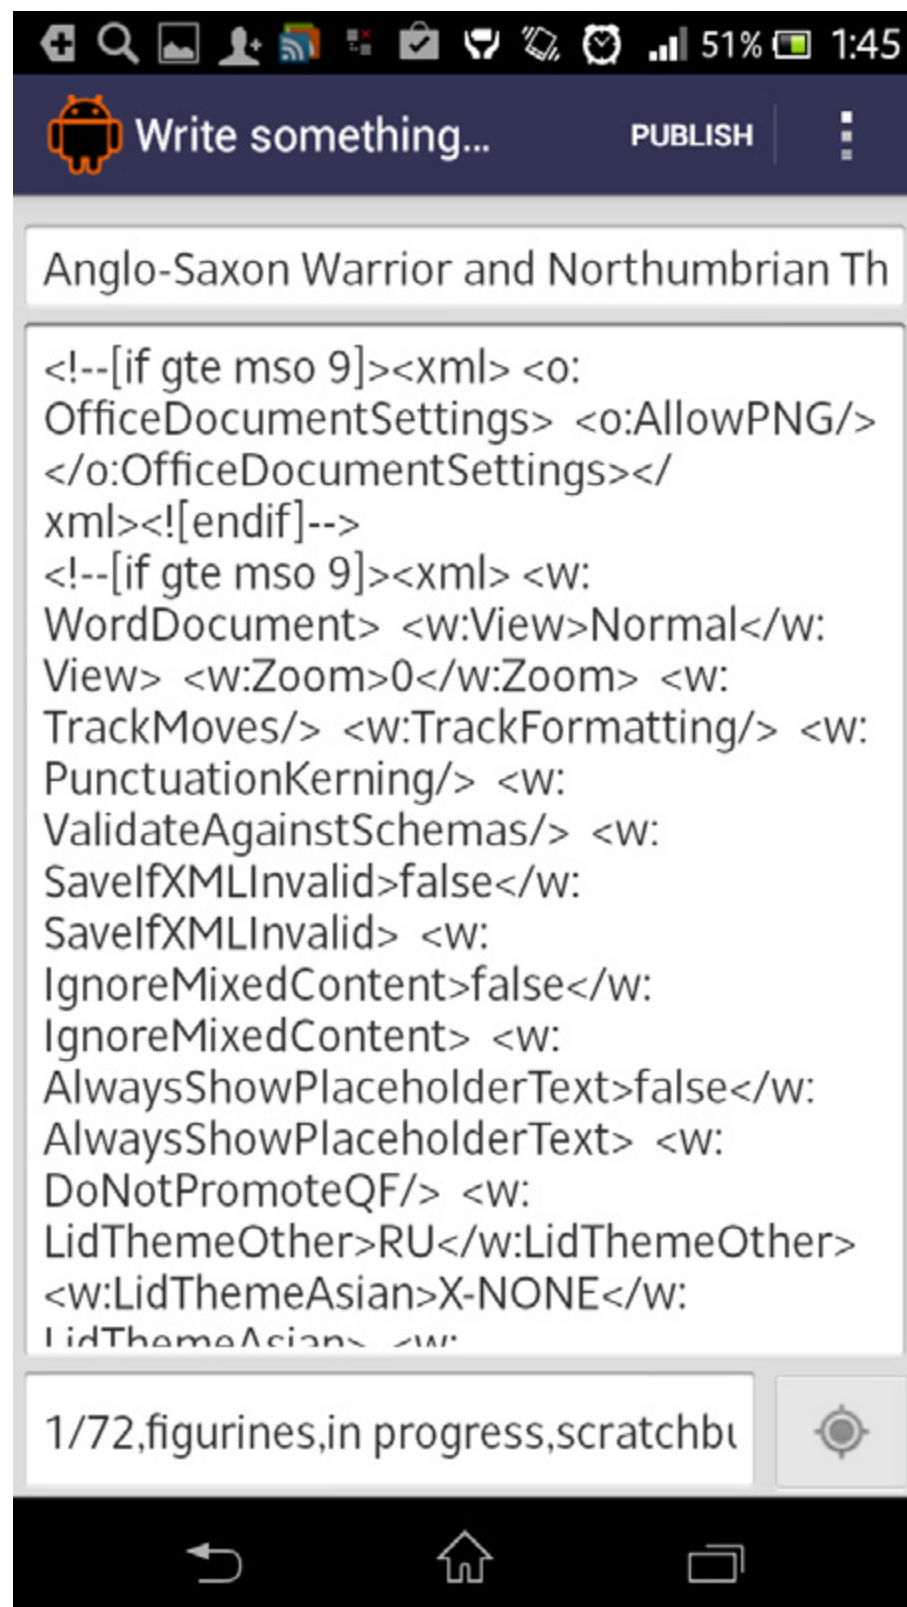 51% 1:45
Write something... PUBLISH
Anglo-Saxon Warrior and Northumbrian Th
<!--[if gte mso 9]><xml> <o:
OfficeDocumentSettings> <o:AllowPNG/>
</o:OfficeDocumentSettings></
xml><![endif]-->
<!--[if gte mso 9]><xml> <w:
WordDocument> <w:View>Normal</w:
View> <w:Zoom>0</w:Zoom> <w:
TrackMoves/> <w:TrackFormatting/> <w:
PunctuationKerning/> <w:
ValidateAgainstSchemas/> <w:
SaveIfXMLInvalid>false</w:
SaveIfXMLInvalid> <w:
IgnoreMixedContent>false</w:
IgnoreMixedContent> <w:
AlwaysShowPlaceholderText>false</w:
AlwaysShowPlaceholderText> <w:
DoNotPromoteQF/> <w:
LidThemeOther>RU</w:LidThemeOther>
<w:LidThemeAsian>X-NONE</w:
LidThemeAsian> <w:
1/72,figurines,in progress,scratchbu